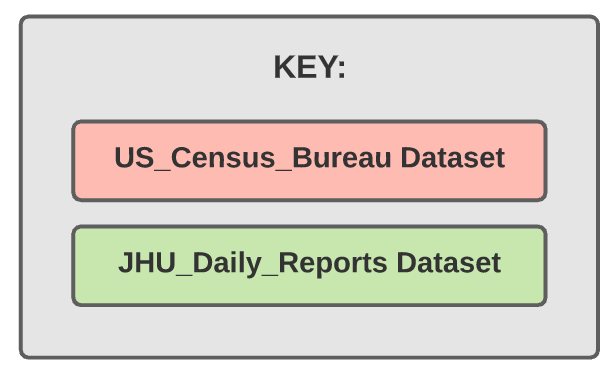 KEY:
US_Census_Bureau Dataset
JHU_Daily_Reports Dataset